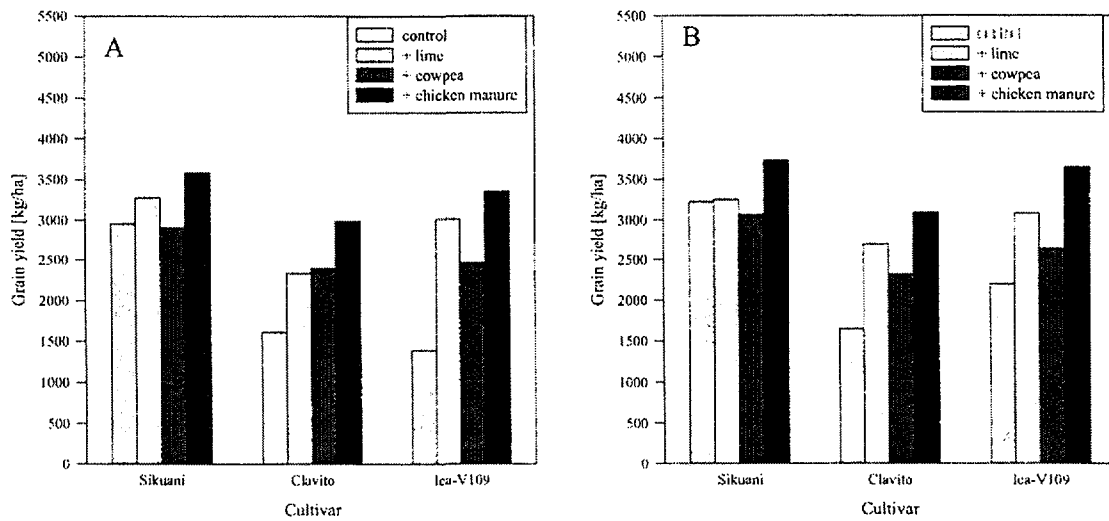 A
control
+ lime
+ cowpea
+ chicken manure
5500
5000
4500
4000
3500
3000
2500
2000
1500
1000
500
0
Grain yield [kg/ha]
Sikuani Clavito Ica-V109
Cultivar
B
+ lime
+ cowpea
+ chicken manure
5500
5000
4500
4000
3500
3000
2500
2000
1500
1000
500
0
Grain yield [kg/ha]
Sikuani Clavito Ica-V109
Cultivar